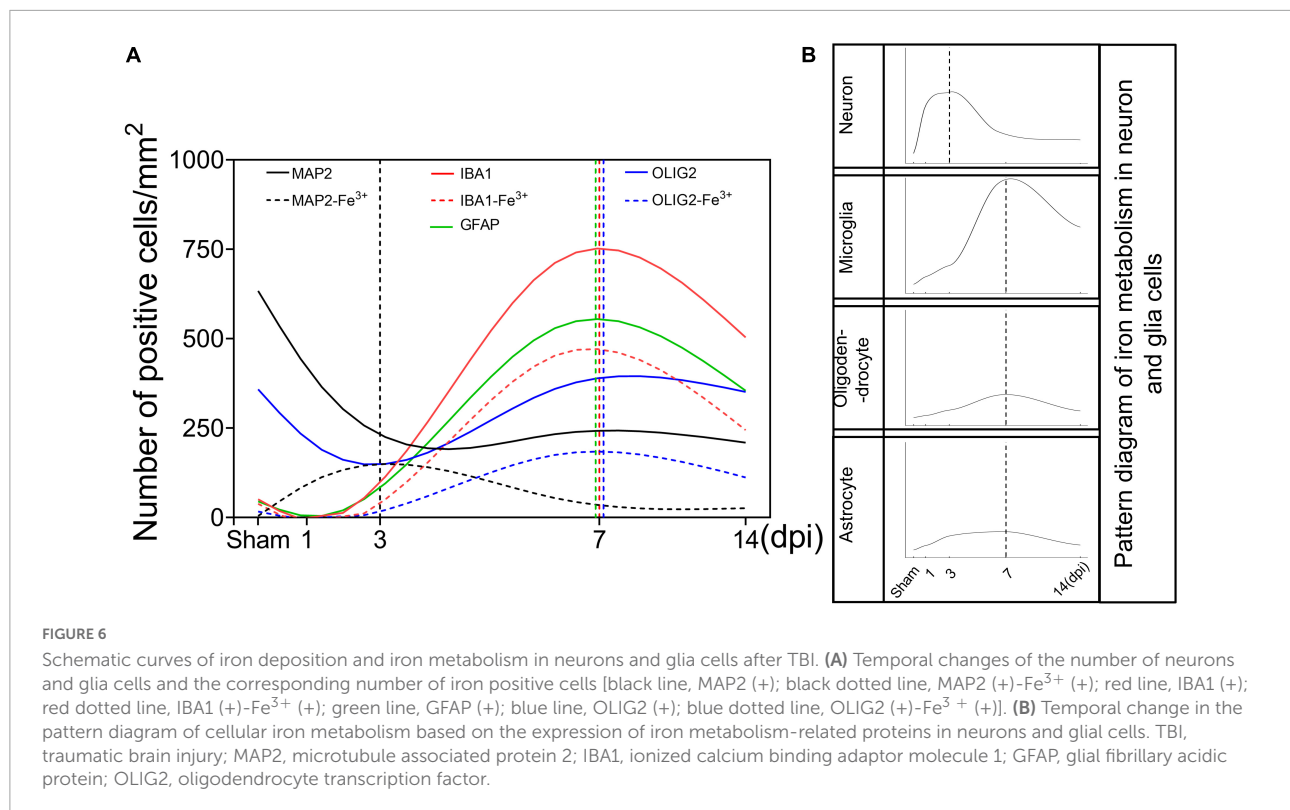 A
Number of positive cells/mm²
1000
750
500
250
0
MAP2
MAP2-Fe³⁺
IBA1
IBA1-Fe³⁺
GFAP
OLIG2
OLIG2-Fe³⁺
Sham 1 3 7 14(dpi)
B
Neuron
Microglia
Oligoden
-drocyte
Astrocyte
Sham 1 3 7 14(dpi)
Pattern diagram of iron metabolism in neuron
and glia cells
FIGURE 6
Schematic curves of iron deposition and iron metabolism in neurons and glia cells after TBI. (A) Temporal changes of the number of neurons
and glia cells and the corresponding number of iron positive cells [black line, MAP2 (+); black dotted line, MAP2 (+)-Fe³⁺ (+); red line, IBA1 (+);
red dotted line, IBA1 (+)-Fe³⁺ (+); green line, GFAP (+); blue line, OLIG2 (+); blue dotted line, OLIG2 (+)-Fe³ ⁺ (+)]. (B) Temporal change in the
pattern diagram of cellular iron metabolism based on the expression of iron metabolism-related proteins in neurons and glial cells. TBI,
traumatic brain injury; MAP2, microtubule associated protein 2; IBA1, ionized calcium binding adaptor molecule 1; GFAP, glial fibrillary acidic
protein; OLIG2, oligodendrocyte transcription factor.